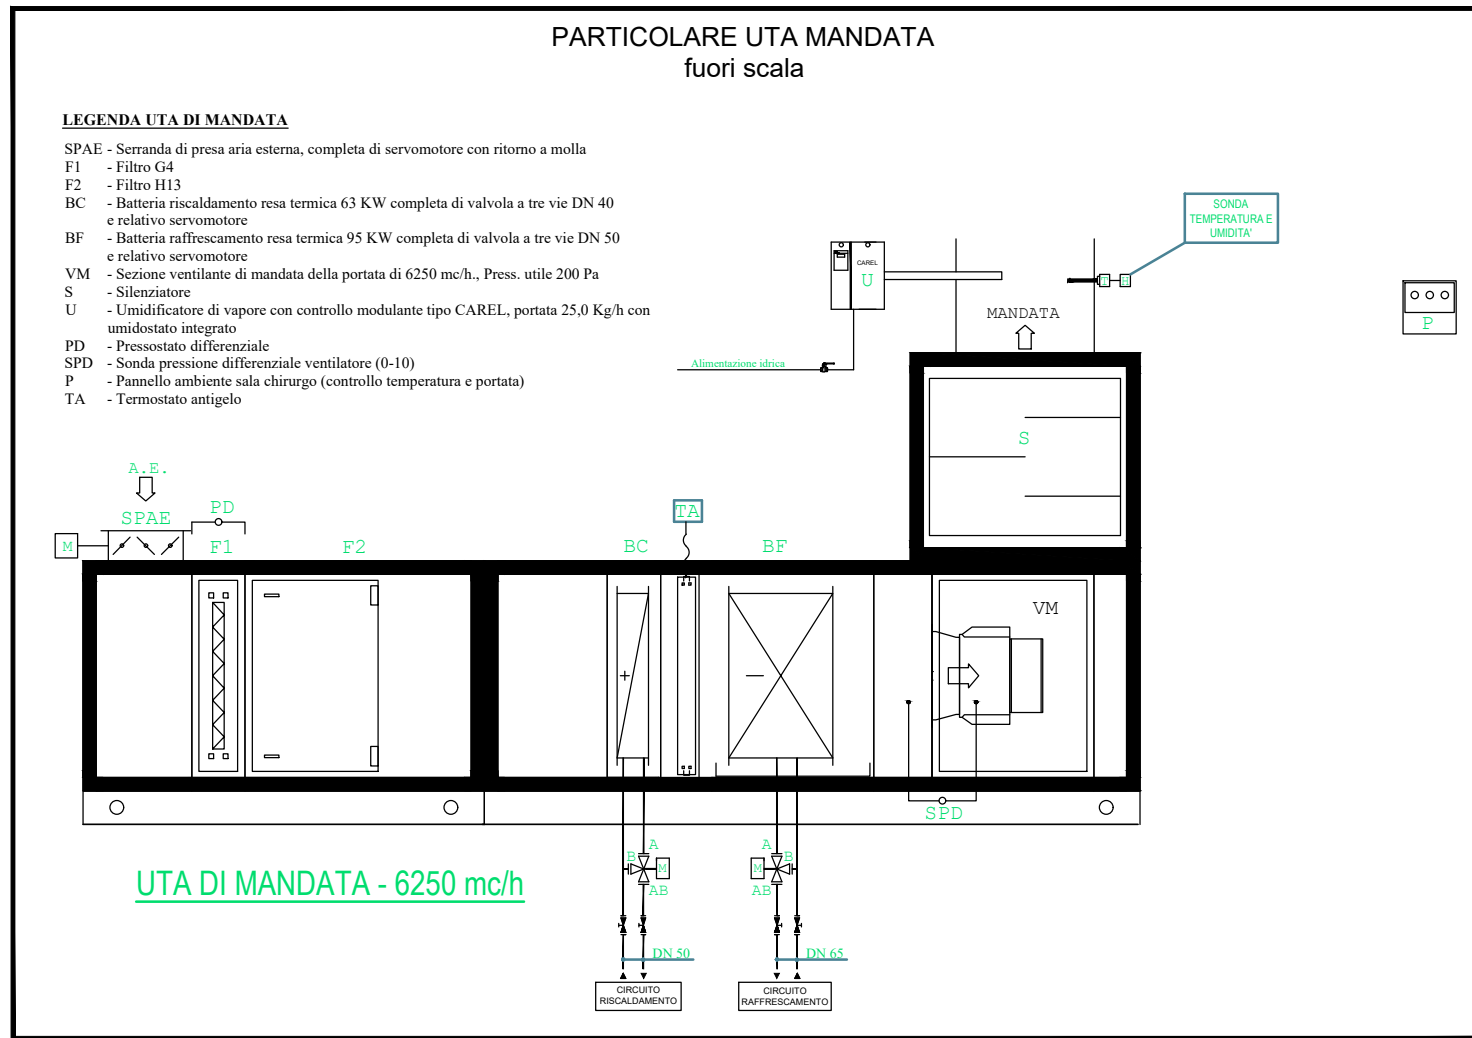 PARTICOLARE UTA MANDATA
fuori scala
LEGENDA UTA DI MANDATA
SPAE - Serranda di presa aria esterna, completa di servomotore con ritorno a molla
F1 - Filtro G4
F2 - Filtro H13
BC - Batteria riscaldamento resa termica 63 KW completa di valvola a tre vie DN 40
e relativo servomotore
BF - Batteria raffrescamento resa termica 95 KW completa di valvola a tre vie DN 50
e relativo servomotore
VM - Sezione ventilante di mandata della portata di 6250 mc/h., Press. utile 200 Pa
S - Silenziatore
U - Umidificatore di vapore con controllo modulante tipo CAREL, portata 25,0 Kg/h con
umidostato integrato
PD - Pressostato differenziale
SPD - Sonda pressione differenziale ventilatore (0-10)
P - Pannello ambiente sala chirurgo (controllo temperatura e portata)
TA - Termostato antigelo
SONDA
TEMPERATURA E
UMIDITA'
CAREL
U
T H
MANDATA
P
Alimentazione idrica
S
A.E.
SPAE
PD
TA
M
F1
F2
BC
BF
VM
SPD
A
B
M
AB
A
B
M
AB
UTA DI MANDATA - 6250 mc/h
DN 50
DN 65
CIRCUITO
RISCALDAMENTO
CIRCUITO
RAFFRESCAMENTO